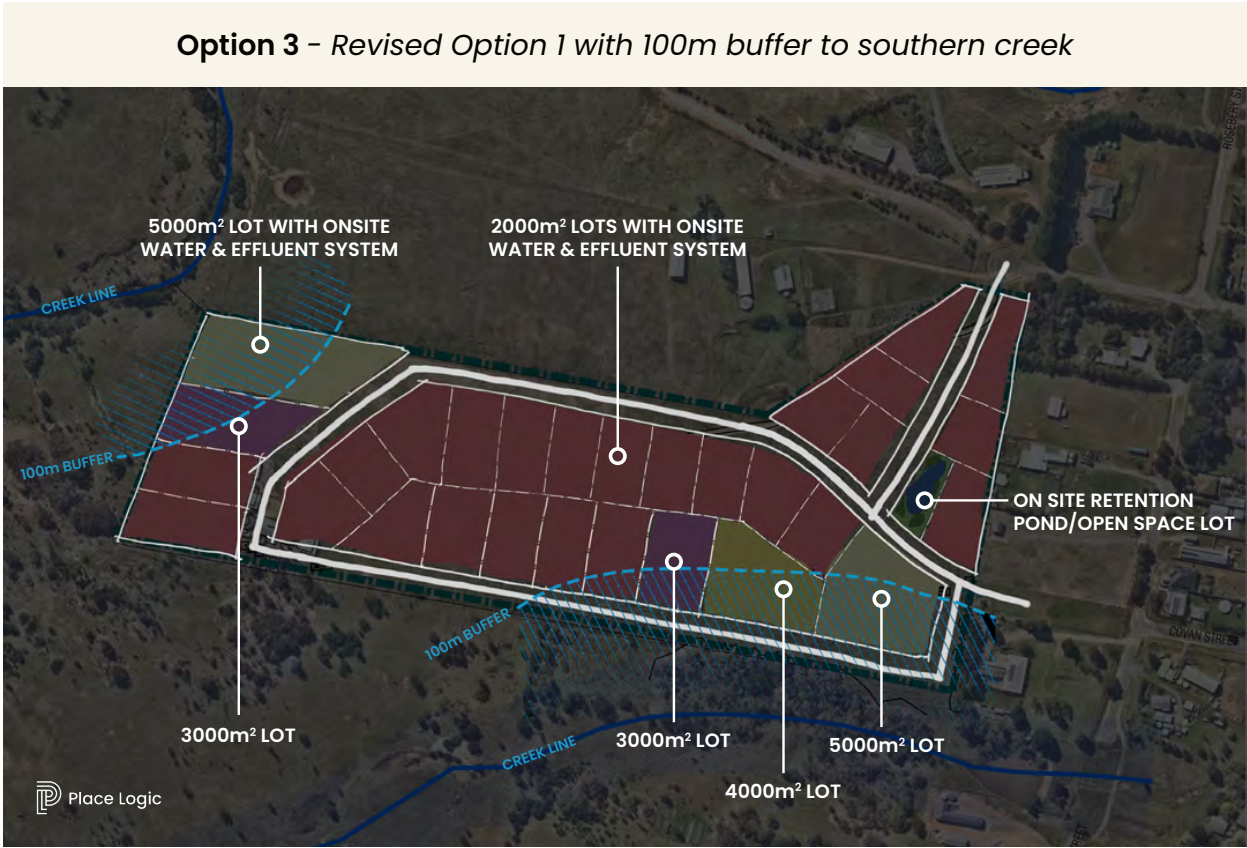 Option 3 - Revised Option 1 with 100m buffer to southern creek
ROSEBERY
5000m² LOT WITH ONSITE
WATER & EFFLUENT SYSTEM
2000m² LOTS WITH ONSITE
WATER & EFFLUENT SYSTEM
CREEK LINE
100m BUFFER
ON SITE RETENTION
POND/OPEN SPACE LOT
100m BUFFER
COVAN STREET
3000m² LOT
CREEK LINE
3000m² LOT
5000m² LOT
4000m² LOT
Place Logic